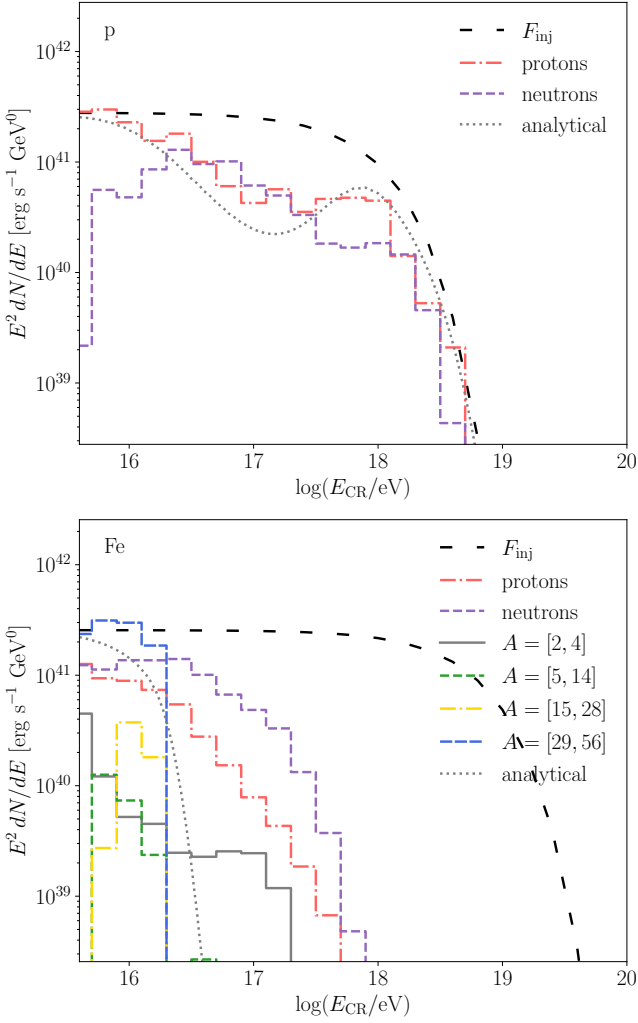 p
F_inj
protons
neutrons
analytical
10^42
10^41
10^40
10^39
E^2 dN/dE [erg s^−1 GeV^0]
16 17 18 19 20
log(E_CR/eV)
Fe
F_inj
protons
neutrons
A = [2, 4]
A = [5, 14]
A = [15, 28]
A = [29, 56]
analytical
10^42
10^41
10^40
10^39
E^2 dN/dE [erg s^−1 GeV^0]
16 17 18 19 20
log(E_CR/eV)